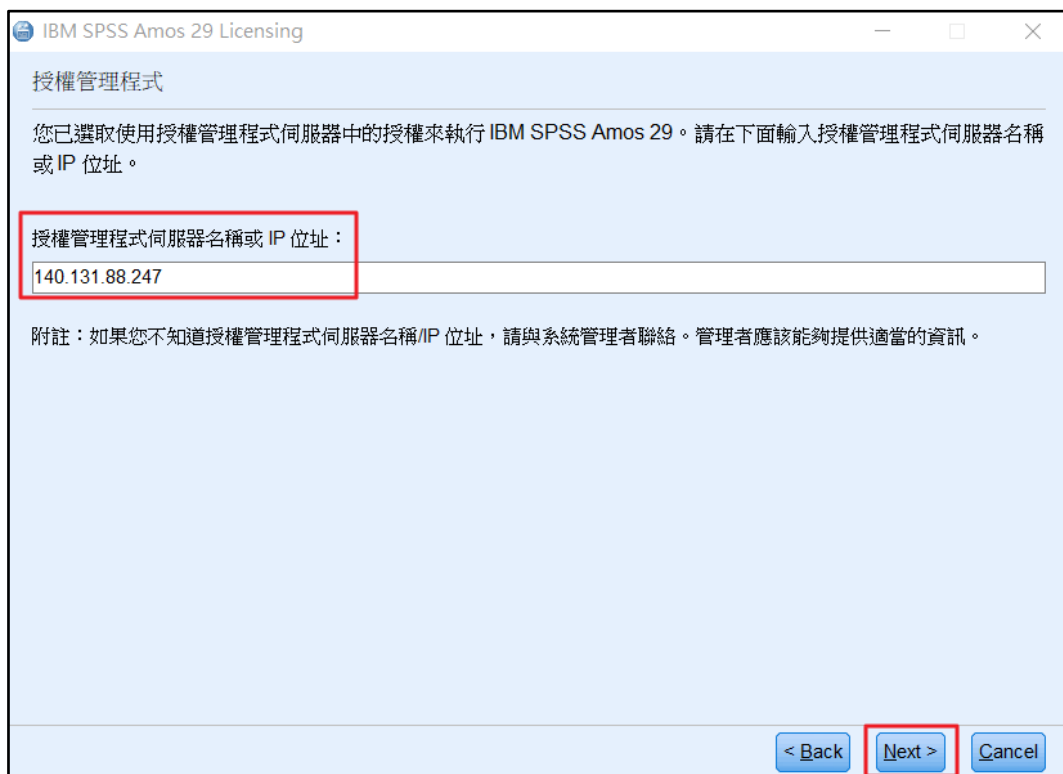 IBM SPSS Amos 29 Licensing
授權管理程式
您已選取使用授權管理程式伺服器中的授權來執行 IBM SPSS Amos 29。請在下面輸入授權管理程式伺服器名稱
或 IP 位址。
授權管理程式伺服器名稱或 IP 位址：
140.131.88.247
附註：如果您不知道授權管理程式伺服器名稱/IP 位址，請與系統管理者聯絡。管理者應該能夠提供適當的資訊。
< Back Next > Cancel